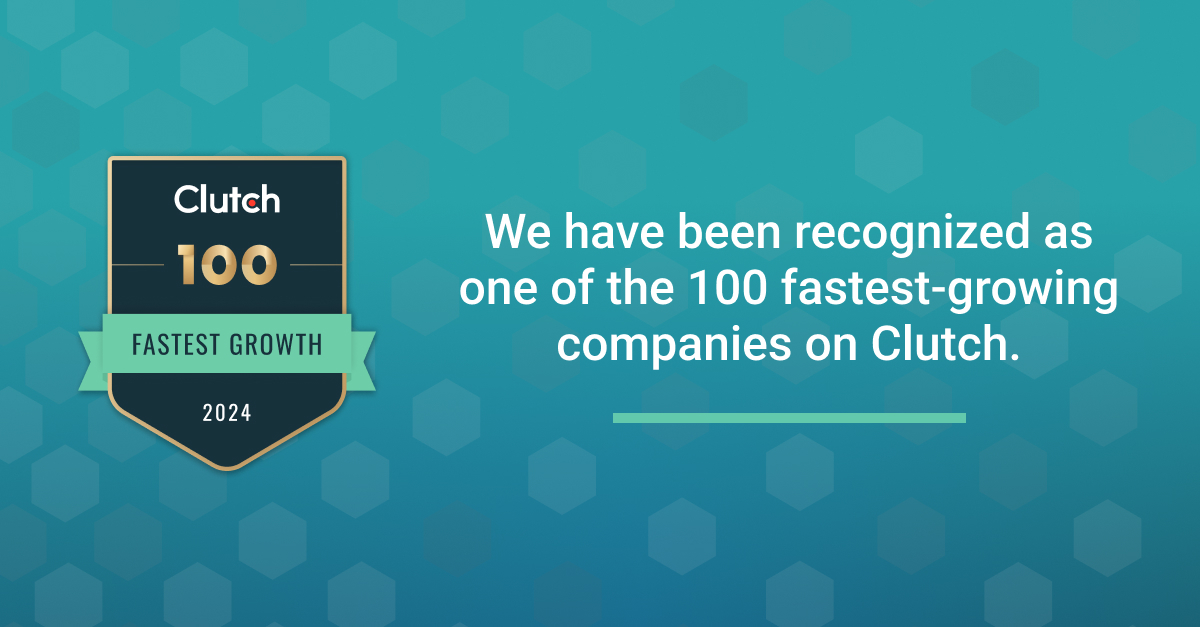 Clutch
100
FASTEST GROWTH
2024
We have been recognized as
one of the 100 fastest-growing
companies on Clutch.